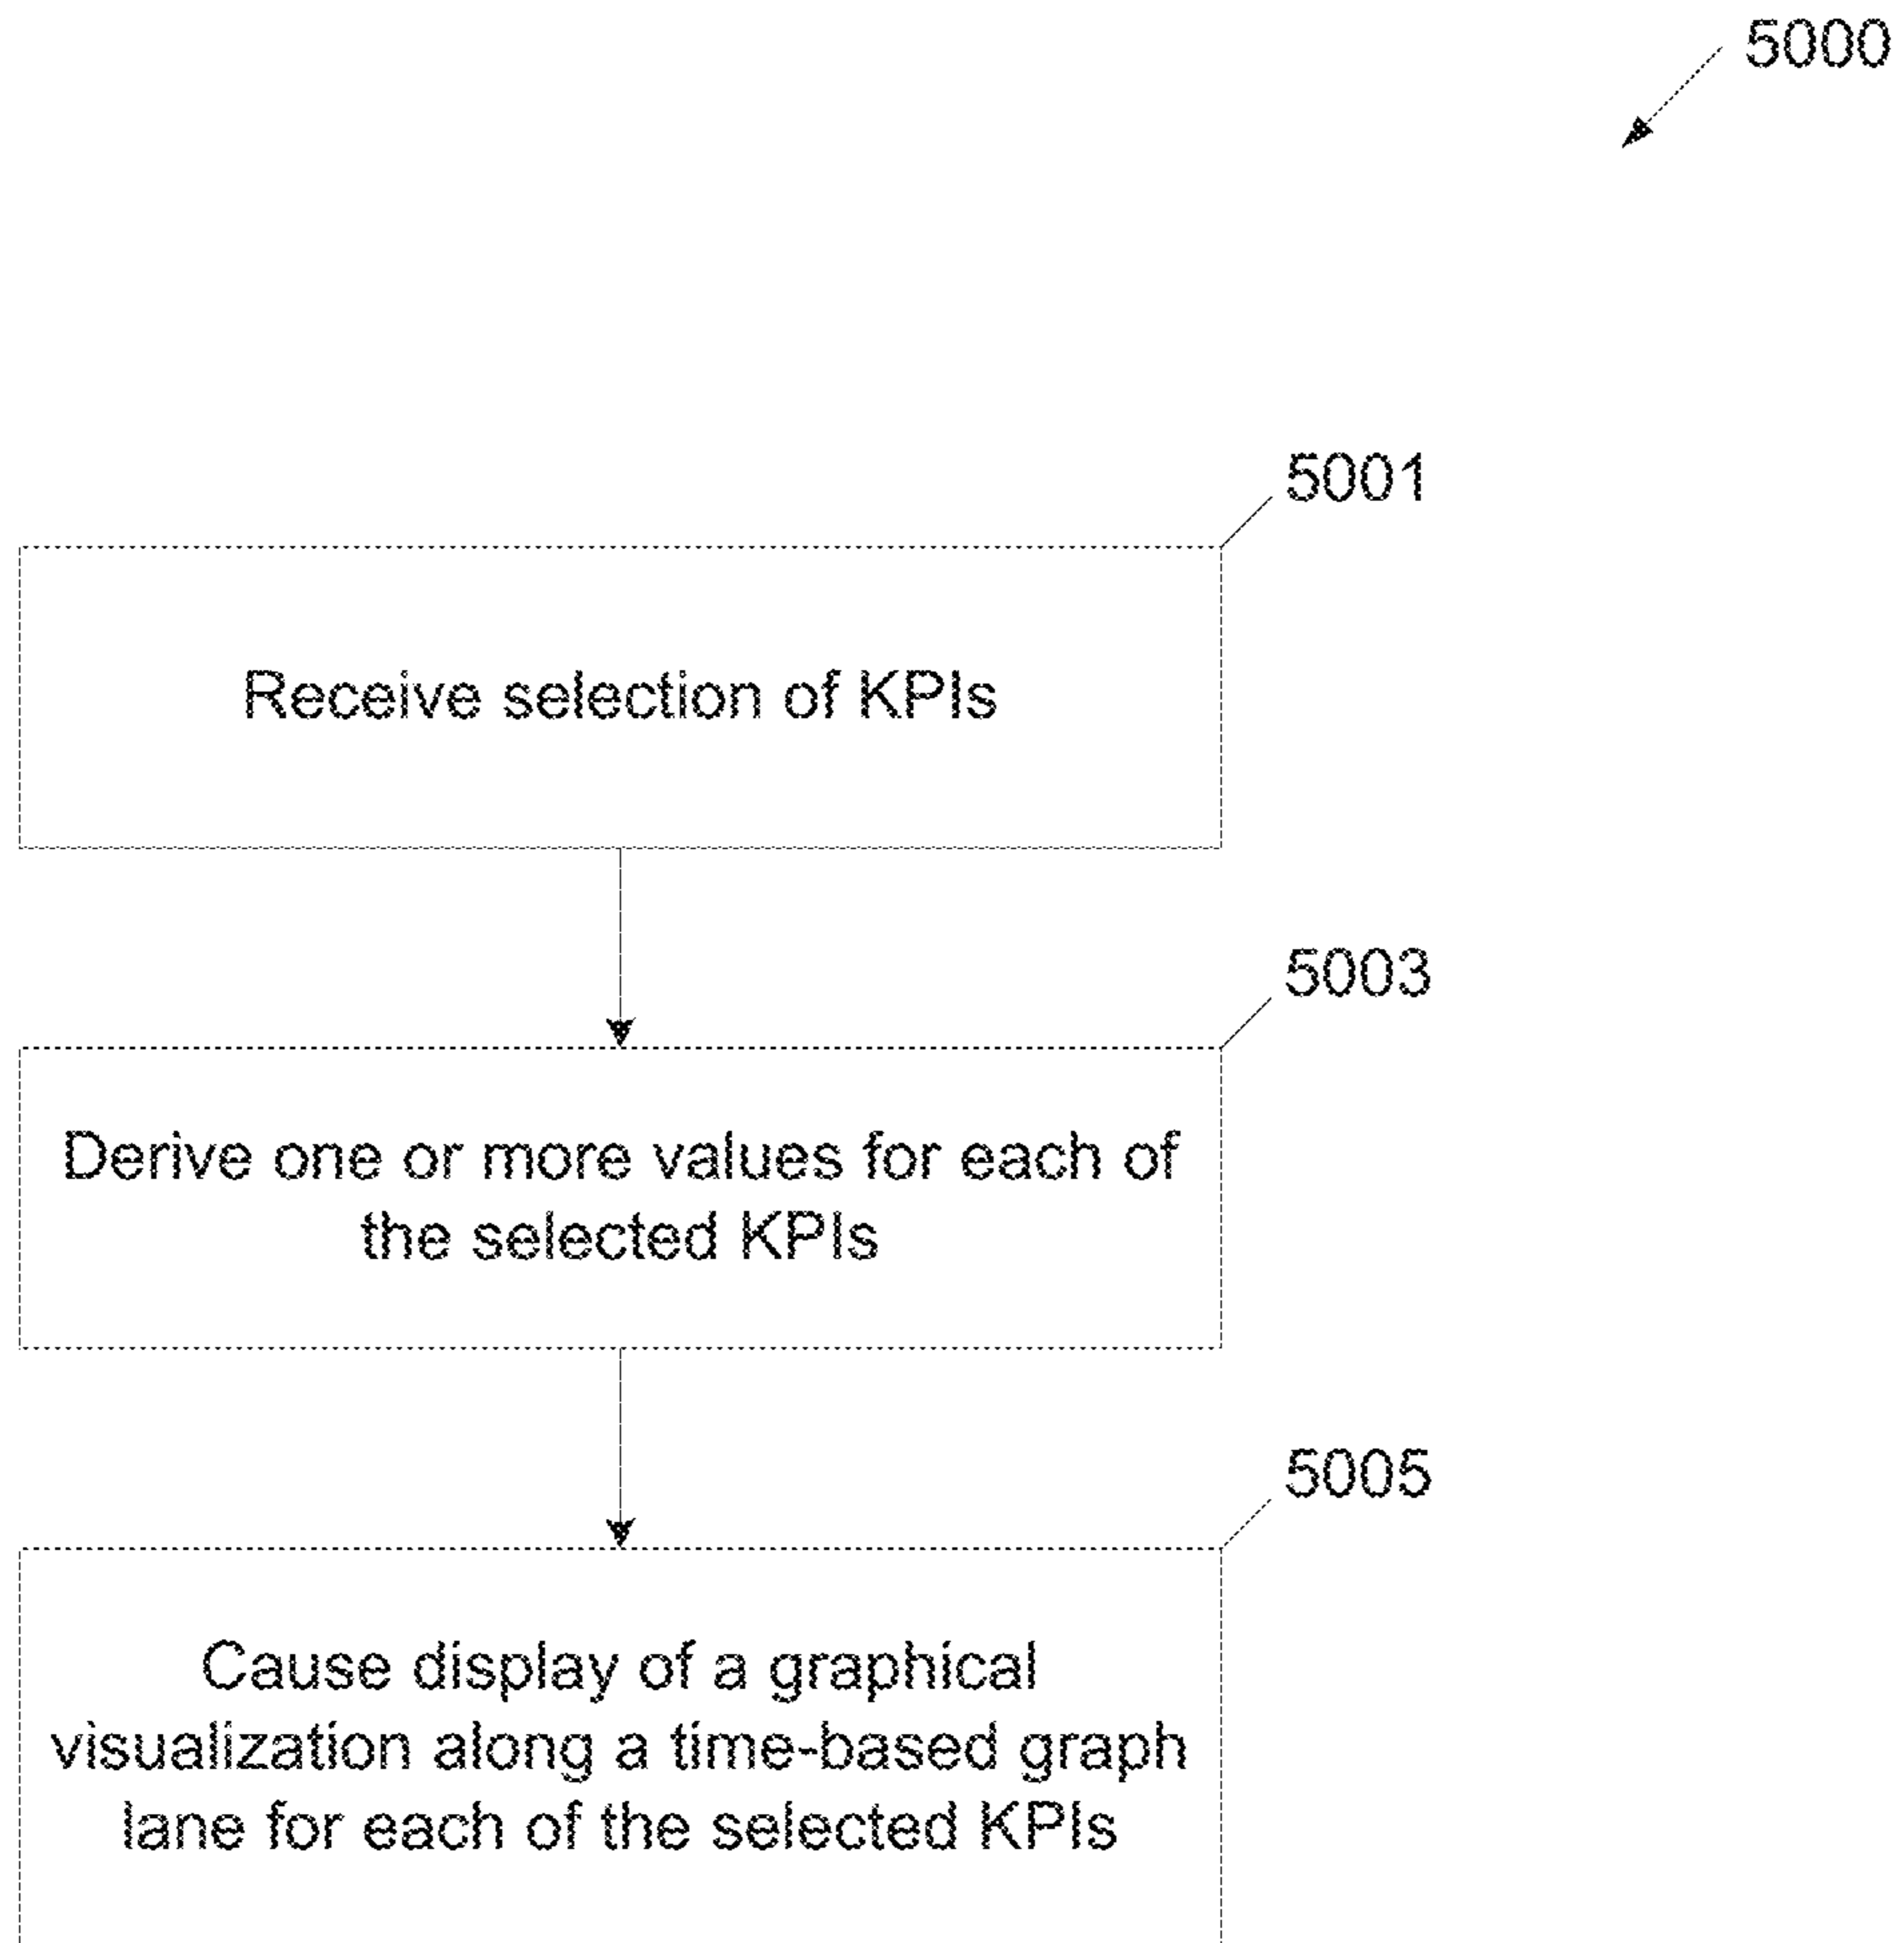 5000
5001
Receive selection of KPIs
5003
Derive one or more values for each of
the selected KPIs
5005
Cause display of a graphical
visualization along a time-based graph
lane for each of the selected KPIs